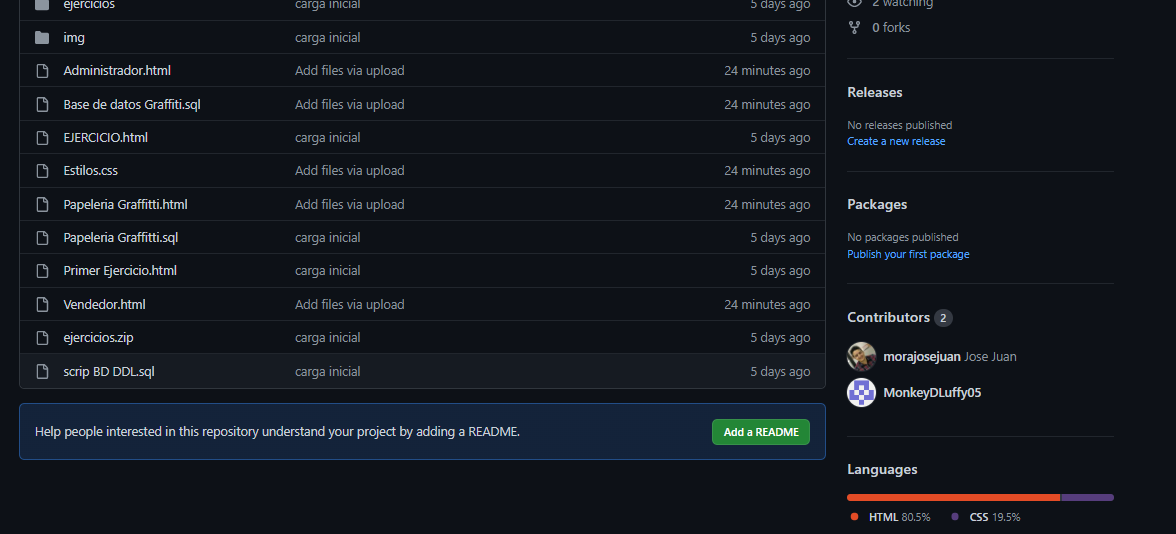 ejercicios carga inicial 5 days ago
img carga inicial 5 days ago
Administrador.html Add files via upload 24 minutes ago
Base de datos Graffiti.sql Add files via upload 24 minutes ago
EJERCICIO.html carga inicial 5 days ago
Estilos.css Add files via upload 24 minutes ago
Papeleria Graffitti.html Add files via upload 24 minutes ago
Papeleria Graffitti.sql carga inicial 5 days ago
Primer Ejercicio.html carga inicial 5 days ago
Vendedor.html Add files via upload 24 minutes ago
ejercicios.zip carga inicial 5 days ago
scrip BD DDL.sql carga inicial 5 days ago
Help people interested in this repository understand your project by adding a README.
Add a README
2 watching
0 forks
Releases
No releases published
Create a new release
Packages
No packages published
Publish your first package
Contributors 2
morajosejuan Jose Juan
MonkeyDLuffy05
Languages
HTML 80.5% CSS 19.5%